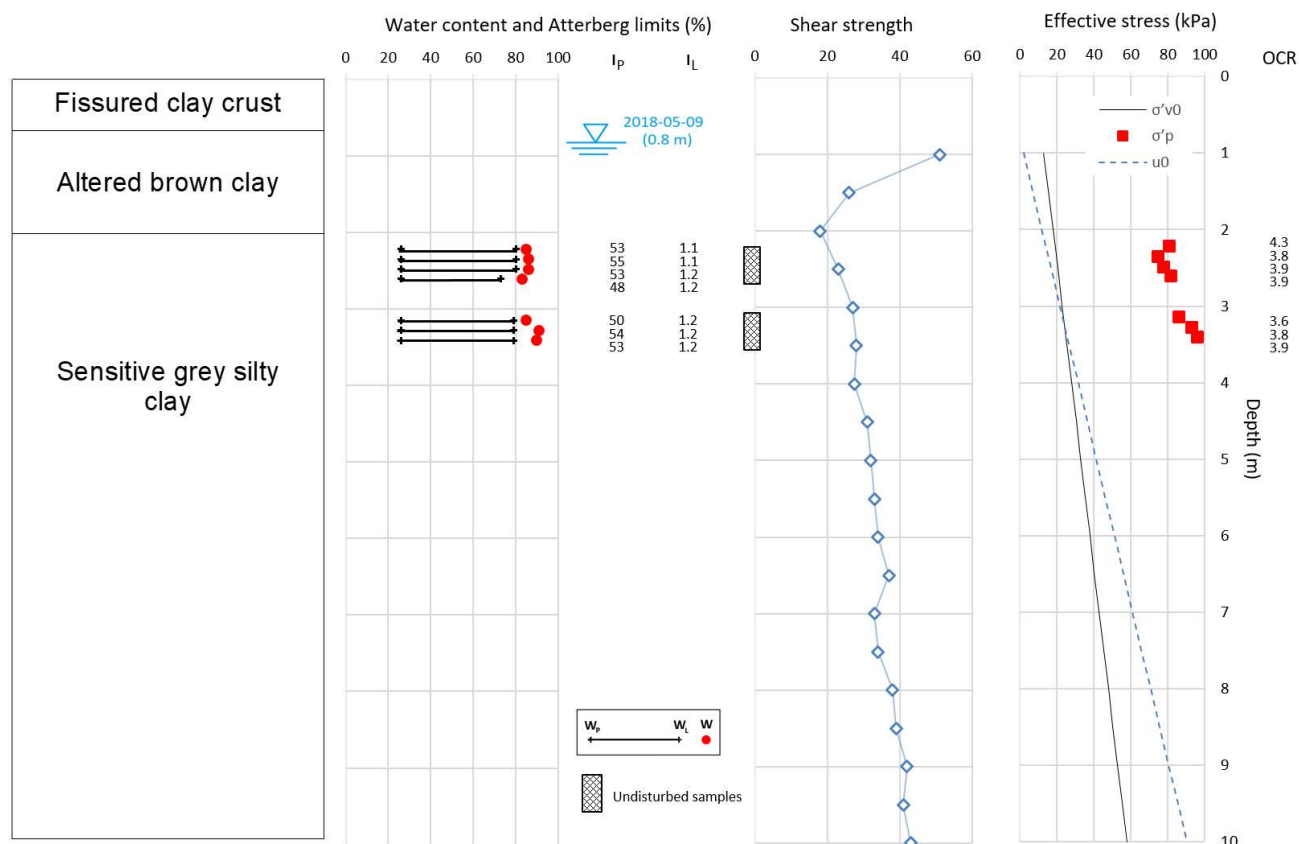 Water content and Atterberg limits (%)
Shear strength
Effective stress (kPa)
0 20 40 60 80 100
I_P
I_L
0 20 40 60
0 20 40 60 80 100
OCR
Fissured clay crust
Altered brown clay
Sensitive grey silty
clay
2018-05-09
(0.8 m)
σ'v0
σ'p
u0
53 1.1
55 1.1
53 1.2
48 1.2
50 1.2
54 1.2
53 1.2
4.3
3.8
3.9
3.9
3.6
3.8
3.9
0
1
2
3
4
5
6
7
8
9
10
Depth (m)
W_P W_L W
Undisturbed samples